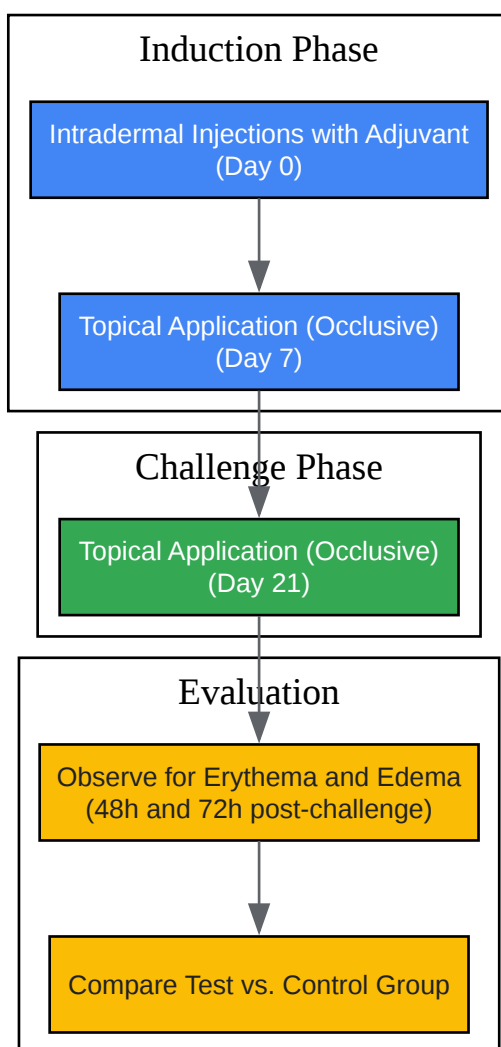 Induction Phase
Intradermal Injections with Adjuvant
(Day 0)
Topical Application (Occlusive)
(Day 7)
Challenge Phase
Topical Application (Occlusive)
(Day 21)
Evaluation
Observe for Erythema and Edema
(48h and 72h post-challenge)
Compare Test vs. Control Group